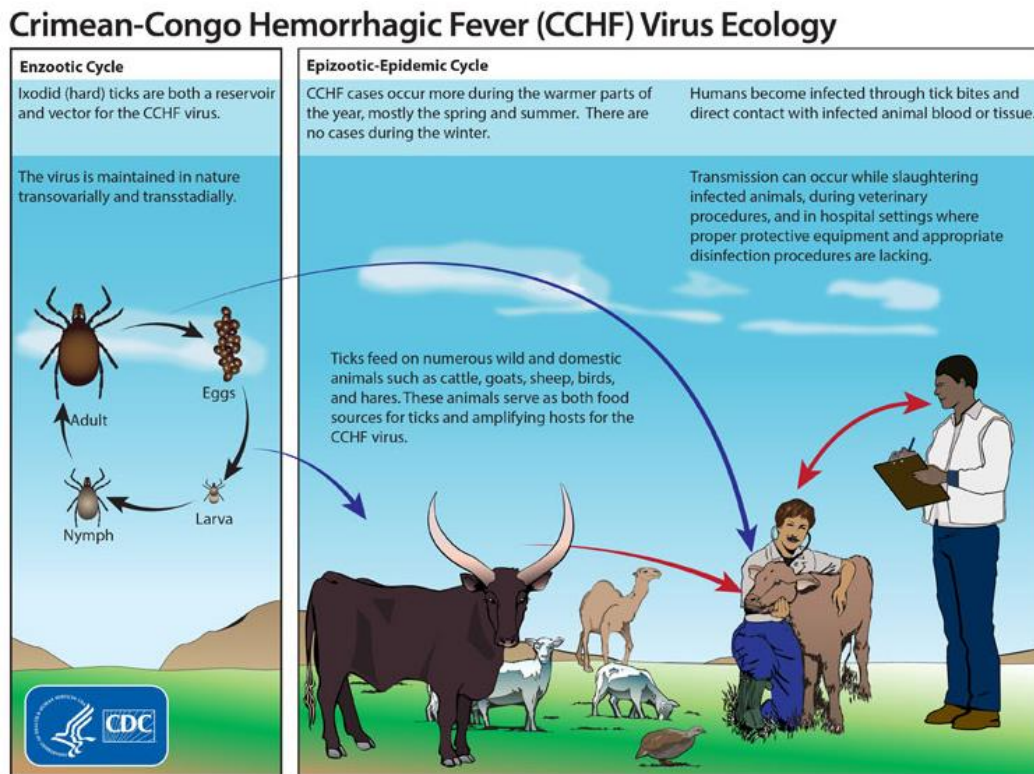 Crimean-Congo Hemorrhagic Fever (CCHF) Virus Ecology
Enzootic Cycle
Ixodid (hard) ticks are both a reservoir
and vector for the CCHF virus.
The virus is maintained in nature
transovarially and transstadially.
Adult
Eggs
Nymph
Larva
CDC
Epizootic-Epidemic Cycle
CCHF cases occur more during the warmer parts of
the year, mostly the spring and summer. There are
no cases during the winter.
Humans become infected through tick bites and
direct contact with infected animal blood or tissue.
Transmission can occur while slaughtering
infected animals, during veterinary
procedures, and in hospital settings where
proper protective equipment and appropriate
disinfection procedures are lacking.
Ticks feed on numerous wild and domestic
animals such as cattle, goats, sheep, birds,
and hares. These animals serve as both food
sources for ticks and amplifying hosts for the
CCHF virus.